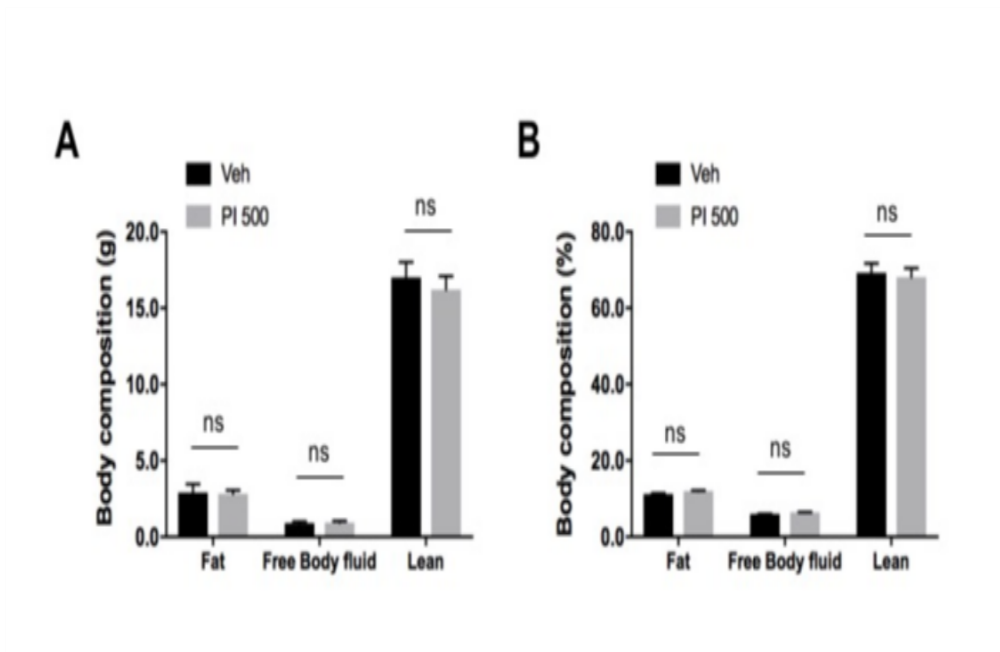 A
Veh
PI 500
Body composition (g)
20.0
15.0
10.0
5.0
0.0
ns
ns
ns
Fat
Free Body fluid
Lean
B
Veh
PI 500
Body composition (%)
80.0
60.0
40.0
20.0
0.0
ns
ns
ns
Fat
Free Body fluid
Lean